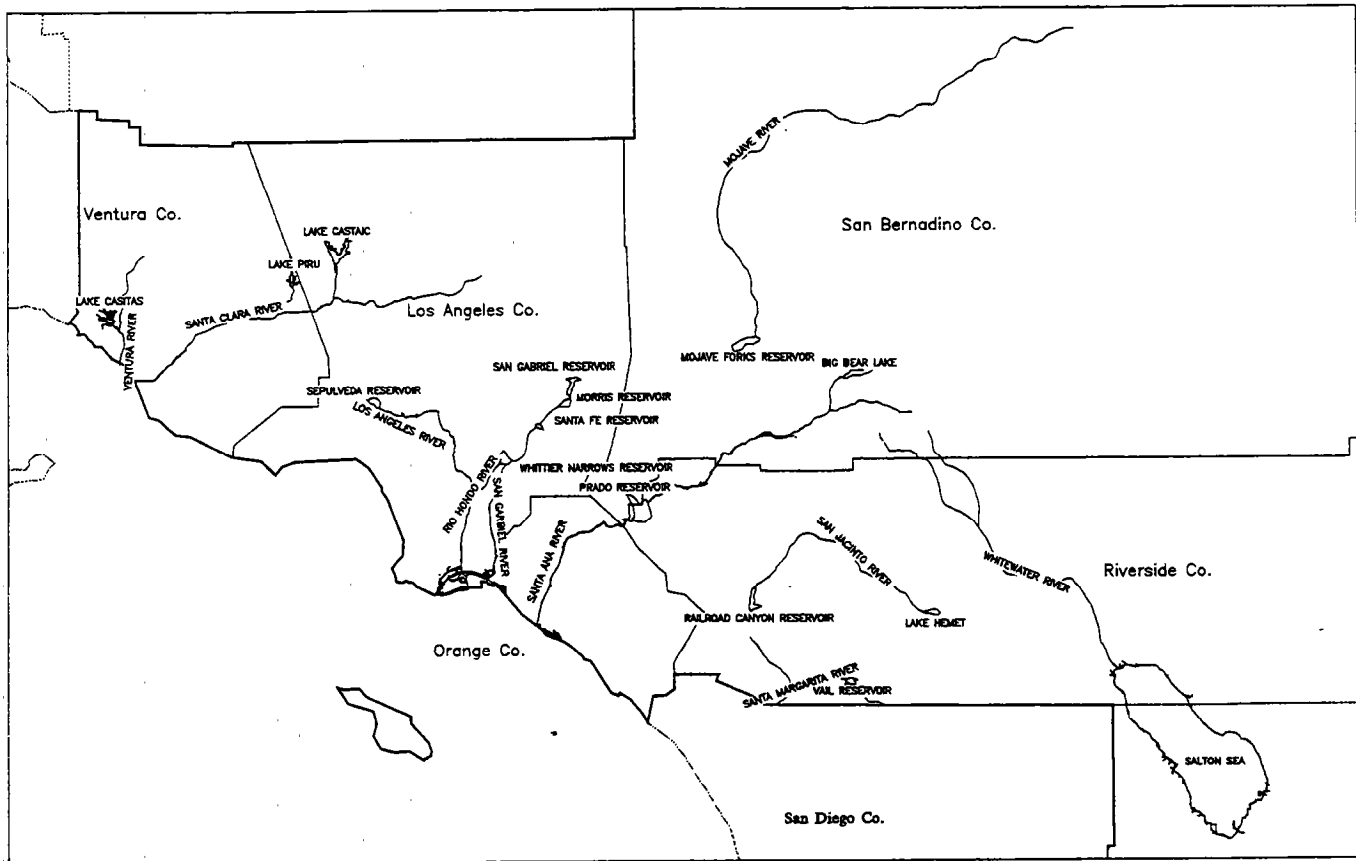 MOJAVE RIVER
Ventura Co.
San Bernadino Co.
LAKE CASTAIC
LAKE PIRU
LAKE CASITAS
SANTA CLARA RIVER
Los Angeles Co.
VENTURA RIVER
MOJAVE FORKS RESERVOIR
BIG BEAR LAKE
SAN GABRIEL RESERVOIR
SEPULVEDA RESERVOIR
MORRIS RESERVOIR
LOS ANGELES RIVER
SANTA FE RESERVOIR
WHITTIER NARROWS RESERVOIR
PRADO RESERVOIR
RIO HONDO RIVER
SAN GARBIEL RIVER
SANTA ANA RIVER
SAN JACINTO RIVER
WHITEWATER RIVER
Riverside Co.
RAILROAD CANYON RESERVOIR
LAKE HEMET
Orange Co.
SANTA MARGARITA RIVER
VAIL RESERVOIR
SALTON SEA
San Diego Co.